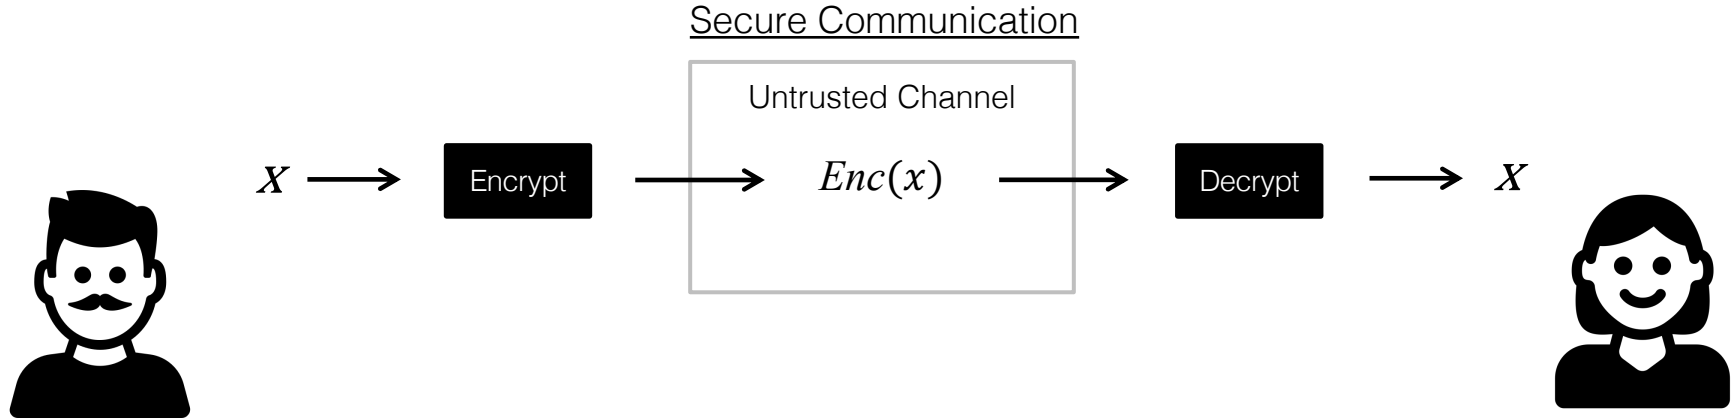 Secure Communication
Untrusted Channel
x
Encrypt
Enc(x)
Decrypt
x